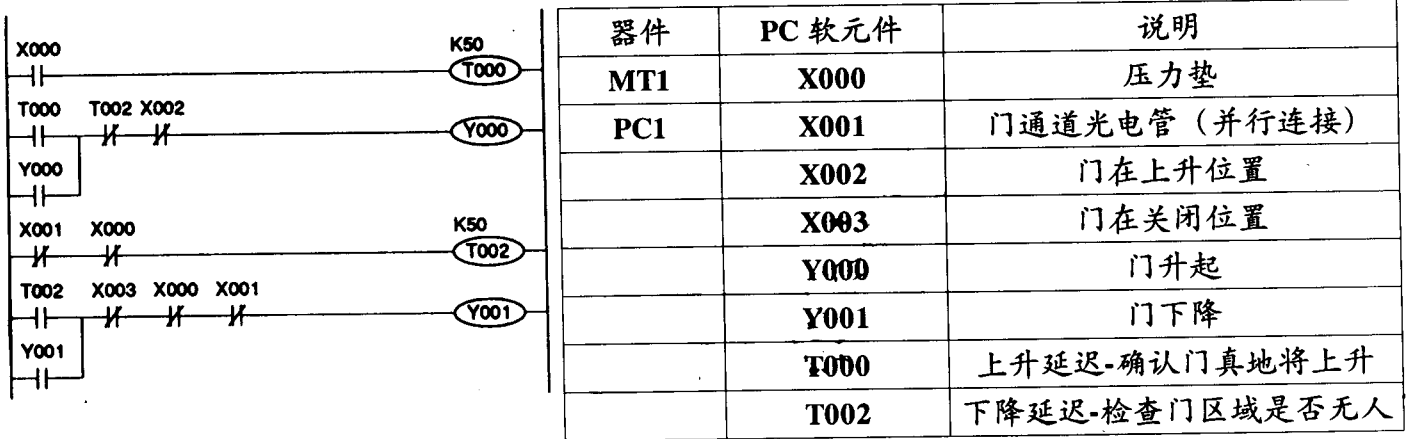 X000
K50
T000
T000 T002 X002
Y000
Y000
X001 X000
K50
T002
T002 X003 X000 X001
Y001
Y001
器件 PC 软元件 说明
MT1 X000 压力垫
PC1 X001 门通道光电管（并行连接）
X002 门在上升位置
X003 门在关闭位置
Y000 门升起
Y001 门下降
T000 上升延迟-确认门真地将上升
T002 下降延迟-检查门区域是否无人